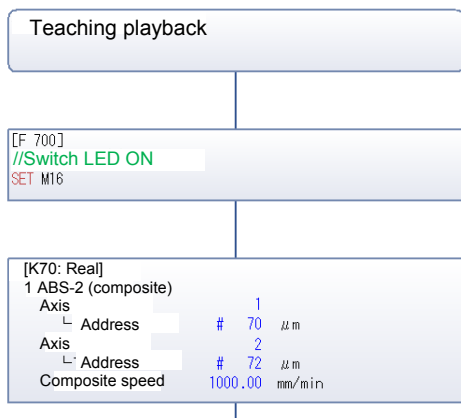 Teaching playback
[F 700]
//Switch LED ON
SET M16
[K70: Real]
1 ABS-2 (composite)
Axis 1
Address # 70 μm
Axis 2
Address # 72 μm
Composite speed 1000.00 mm/min